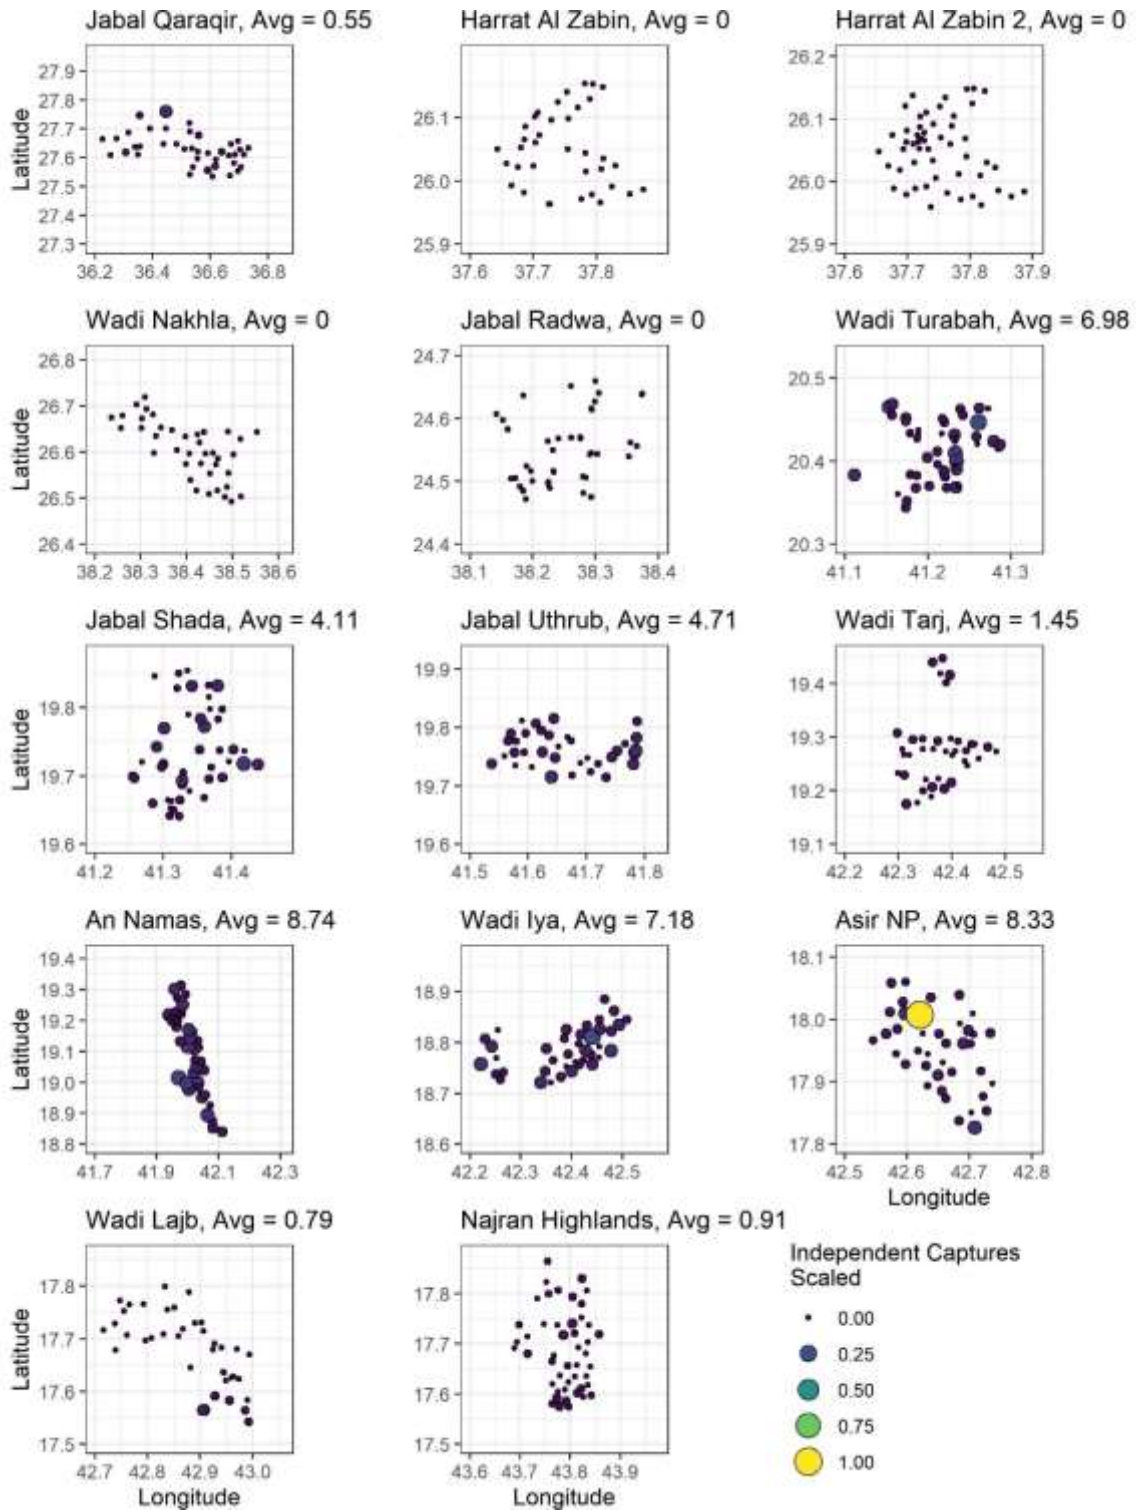 Jabal Qaraqir, Avg = 0.55
Harrat Al Zabin, Avg = 0
Harrat Al Zabin 2, Avg = 0
Latitude
27.9
27.8
27.7
27.6
27.5
27.4
27.3
36.2 36.4 36.6 36.8
26.1
26.0
25.9
37.6 37.7 37.8
26.2
26.1
26.0
25.9
37.6 37.7 37.8 37.9
Wadi Nakhla, Avg = 0
Jabal Radwa, Avg = 0
Wadi Turabah, Avg = 6.98
Latitude
26.8
26.7
26.6
26.5
26.4
38.2 38.3 38.4 38.5 38.6
24.7
24.6
24.5
24.4
38.1 38.2 38.3 38.4
20.5
20.4
20.3
41.1 41.2 41.3
Jabal Shada, Avg = 4.11
Jabal Uthrub, Avg = 4.71
Wadi Tarj, Avg = 1.45
Latitude
19.8
19.7
19.6
41.2 41.3 41.4
19.9
19.8
19.7
19.6
41.5 41.6 41.7 41.8
19.4
19.3
19.2
19.1
42.2 42.3 42.4 42.5
An Namas, Avg = 8.74
Wadi Iya, Avg = 7.18
Asir NP, Avg = 8.33
Latitude
19.4
19.3
19.2
19.1
19.0
18.9
18.8
41.7 41.9 42.1 42.3
18.9
18.8
18.7
18.6
42.2 42.3 42.4 42.5
18.1
18.0
17.9
17.8
42.5 42.6 42.7 42.8
Longitude
Wadi Lajb, Avg = 0.79
Najran Highlands, Avg = 0.91
Latitude
17.8
17.7
17.6
17.5
42.7 42.8 42.9 43.0
Longitude
17.8
17.7
17.6
17.5
43.6 43.7 43.8 43.9
Longitude
Independent Captures
Scaled
0.00
0.25
0.50
0.75
1.00